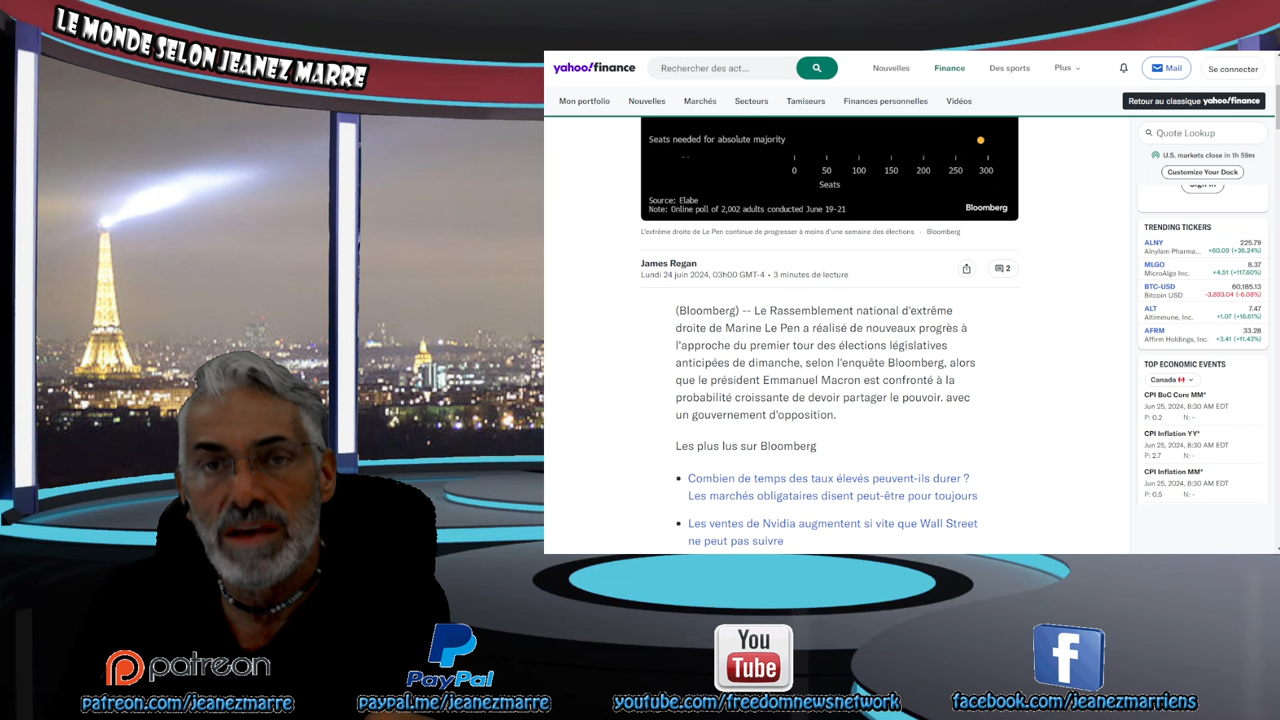 LE MONDE SELON JEANEZ MARRE
yahoo!finance
Rechercher des act...
Nouvelles
Finance
Des sports
Plus
Mail
Se connecter
Mon portfolio
Nouvelles
Marchés
Secteurs
Tamiseurs
Finances personnelles
Vidéos
Retour au classique yahoo!finance
Seats needed for absolute majority
0 50 100 150 200 250 300
Seats
Source: Elabe
Note: Online poll of 2,002 adults conducted June 19-21
Bloomberg
L'extrême droite de Le Pen continue de progresser à moins d'une semaine des élections · Bloomberg
James Regan
Lundi 24 juin 2024, 03h00 GMT-4 • 3 minutes de lecture
2
(Bloomberg) -- Le Rassemblement national d'extrême
droite de Marine Le Pen a réalisé de nouveaux progrès à
l'approche du premier tour des élections législatives
anticipées de dimanche, selon l'enquête Bloomberg, alors
que le président Emmanuel Macron est confronté à la
probabilité croissante de devoir partager le pouvoir. avec
un gouvernement d'opposition.
Les plus lus sur Bloomberg
Combien de temps des taux élevés peuvent-ils durer ?
Les marchés obligataires disent peut-être pour toujours
Les ventes de Nvidia augmentent si vite que Wall Street
ne peut pas suivre
Quote Lookup
U.S. markets close in 1h 59m
Customize Your Dock
Sign in
TRENDING TICKERS
ALNY 225.79
Alnylam Pharma... +60.09 (+36.24%)
MLGO 8.37
MicroAlgo Inc. +4.51 (+117.60%)
BTC-USD 60,185.13
Bitcoin USD -3,893.04 (-6.08%)
ALT 7.47
Altimmune, Inc. +1.07 (+16.61%)
AFRM 33.28
Affirm Holdings, Inc. +3.41 (+11.42%)
TOP ECONOMIC EVENTS
Canada
CPI BoC Core MM*
Jun 25, 2024, 8:30 AM EDT
P: 0.2 N: -
CPI Inflation YY*
Jun 25, 2024, 8:30 AM EDT
P: 2.7 N: -
CPI Inflation MM*
Jun 25, 2024, 8:30 AM EDT
P: 0.5 N: -
patreon
PayPal
You
Tube
f
patreon.com/jeanezmarre
paypal.me/jeanezmarre
youtube.com/freedomnewsnetwork
facebook.com/jeanezmarriens